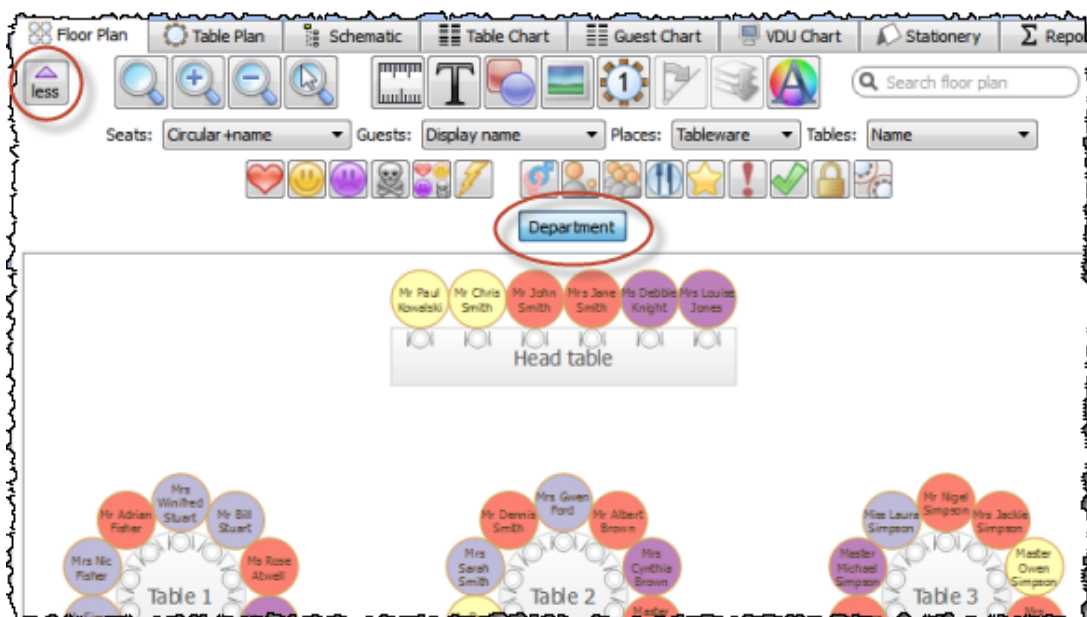 Floor Plan
Table Plan
Schematic
Table Chart
Guest Chart
VDU Chart
Stationery
Σ Repo
less
T
1
A
Search floor plan
Seats: Circular +name
Guests: Display name
Places: Tableware
Tables: Name
Department
Mr Paul
Kowalski
Mr Chris
Smith
Mr John
Smith
Mrs Jane
Smith
Ms Debbie
Knight
Mrs Louise
Jones
Head table
Mrs
Winifred
Stuart
Mr Adrian
Fisher
Mr Bill
Stuart
Mrs Nic
Fisher
Ms Rose
Atwell
Table 1
Mrs Gwen
Ford
Mr Dennis
Smith
Mr Albert
Brown
Mrs
Sarah
Smith
Mrs
Cynthia
Brown
Master
Table 2
Mr Nigel
Simpson
Miss Laura
Simpson
Mrs Jackie
Simpson
Master
Michael
Simpson
Master
Owen
Simpson
Mrs
Table 3